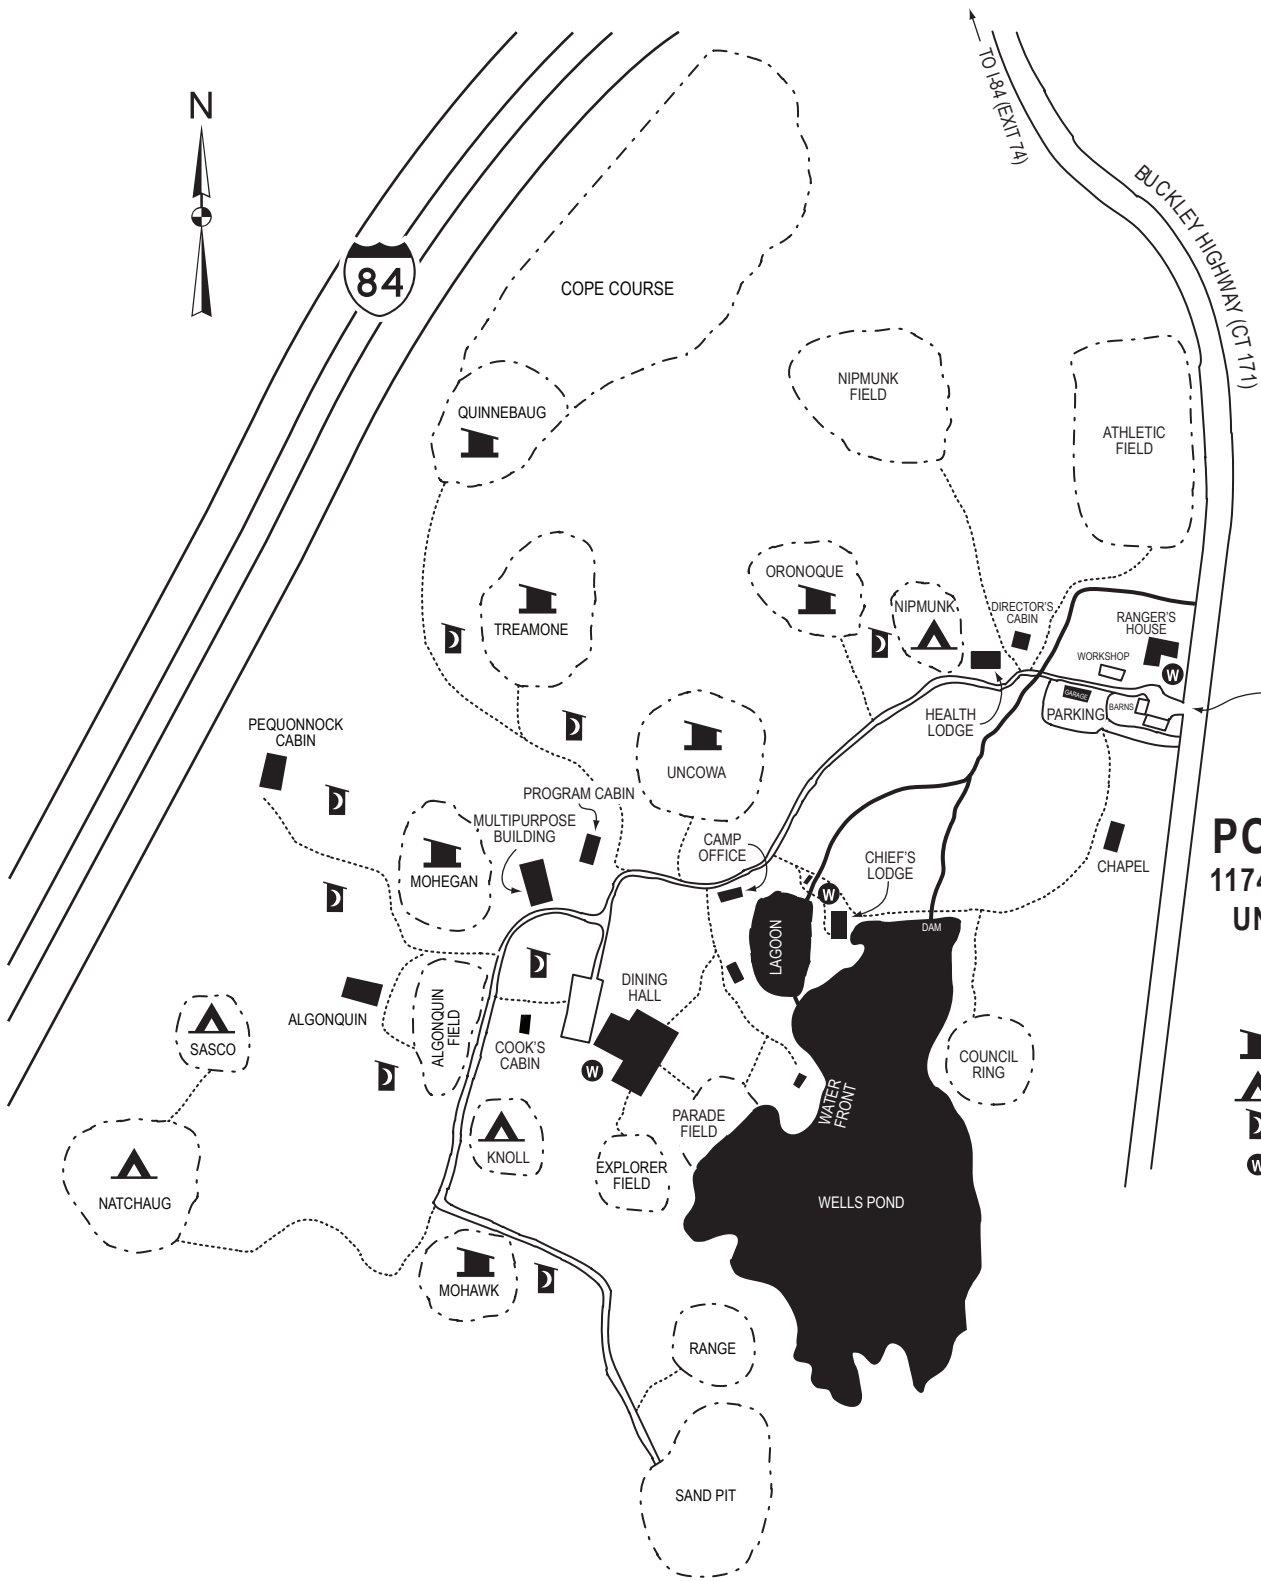 N
TO I-84 (EXIT 74)
BUCKLEY HIGHWAY (CT 171)
84
COPE COURSE
NIPMUNK
FIELD
QUINNEBAUG
ATHLETIC
FIELD
ORONOQUE
NIPMUNK
DIRECTOR'S
CABIN
RANGER'S
HOUSE
TREAMONE
WORKSHOP
W
GARAGE
BARNS
PARKING
HEALTH
LODGE
PEQUONNOCK
CABIN
UNCOWA
PROGRAM CABIN
MULTIPURPOSE
BUILDING
CAMP
OFFICE
CHIEF'S
LODGE
PO
1174
UN
MOHEGAN
CHAPEL
W
DAM
LAGOON
DINING
HALL
ALGONQUIN
ALGONQUIN
FIELD
SASCO
COOK'S
CABIN
COUNCIL
RING
W
WATER
FRONT
PARADE
FIELD
KNOLL
EXPLORER
FIELD
W
NATCHAUG
WELLS POND
MOHAWK
RANGE
SAND PIT